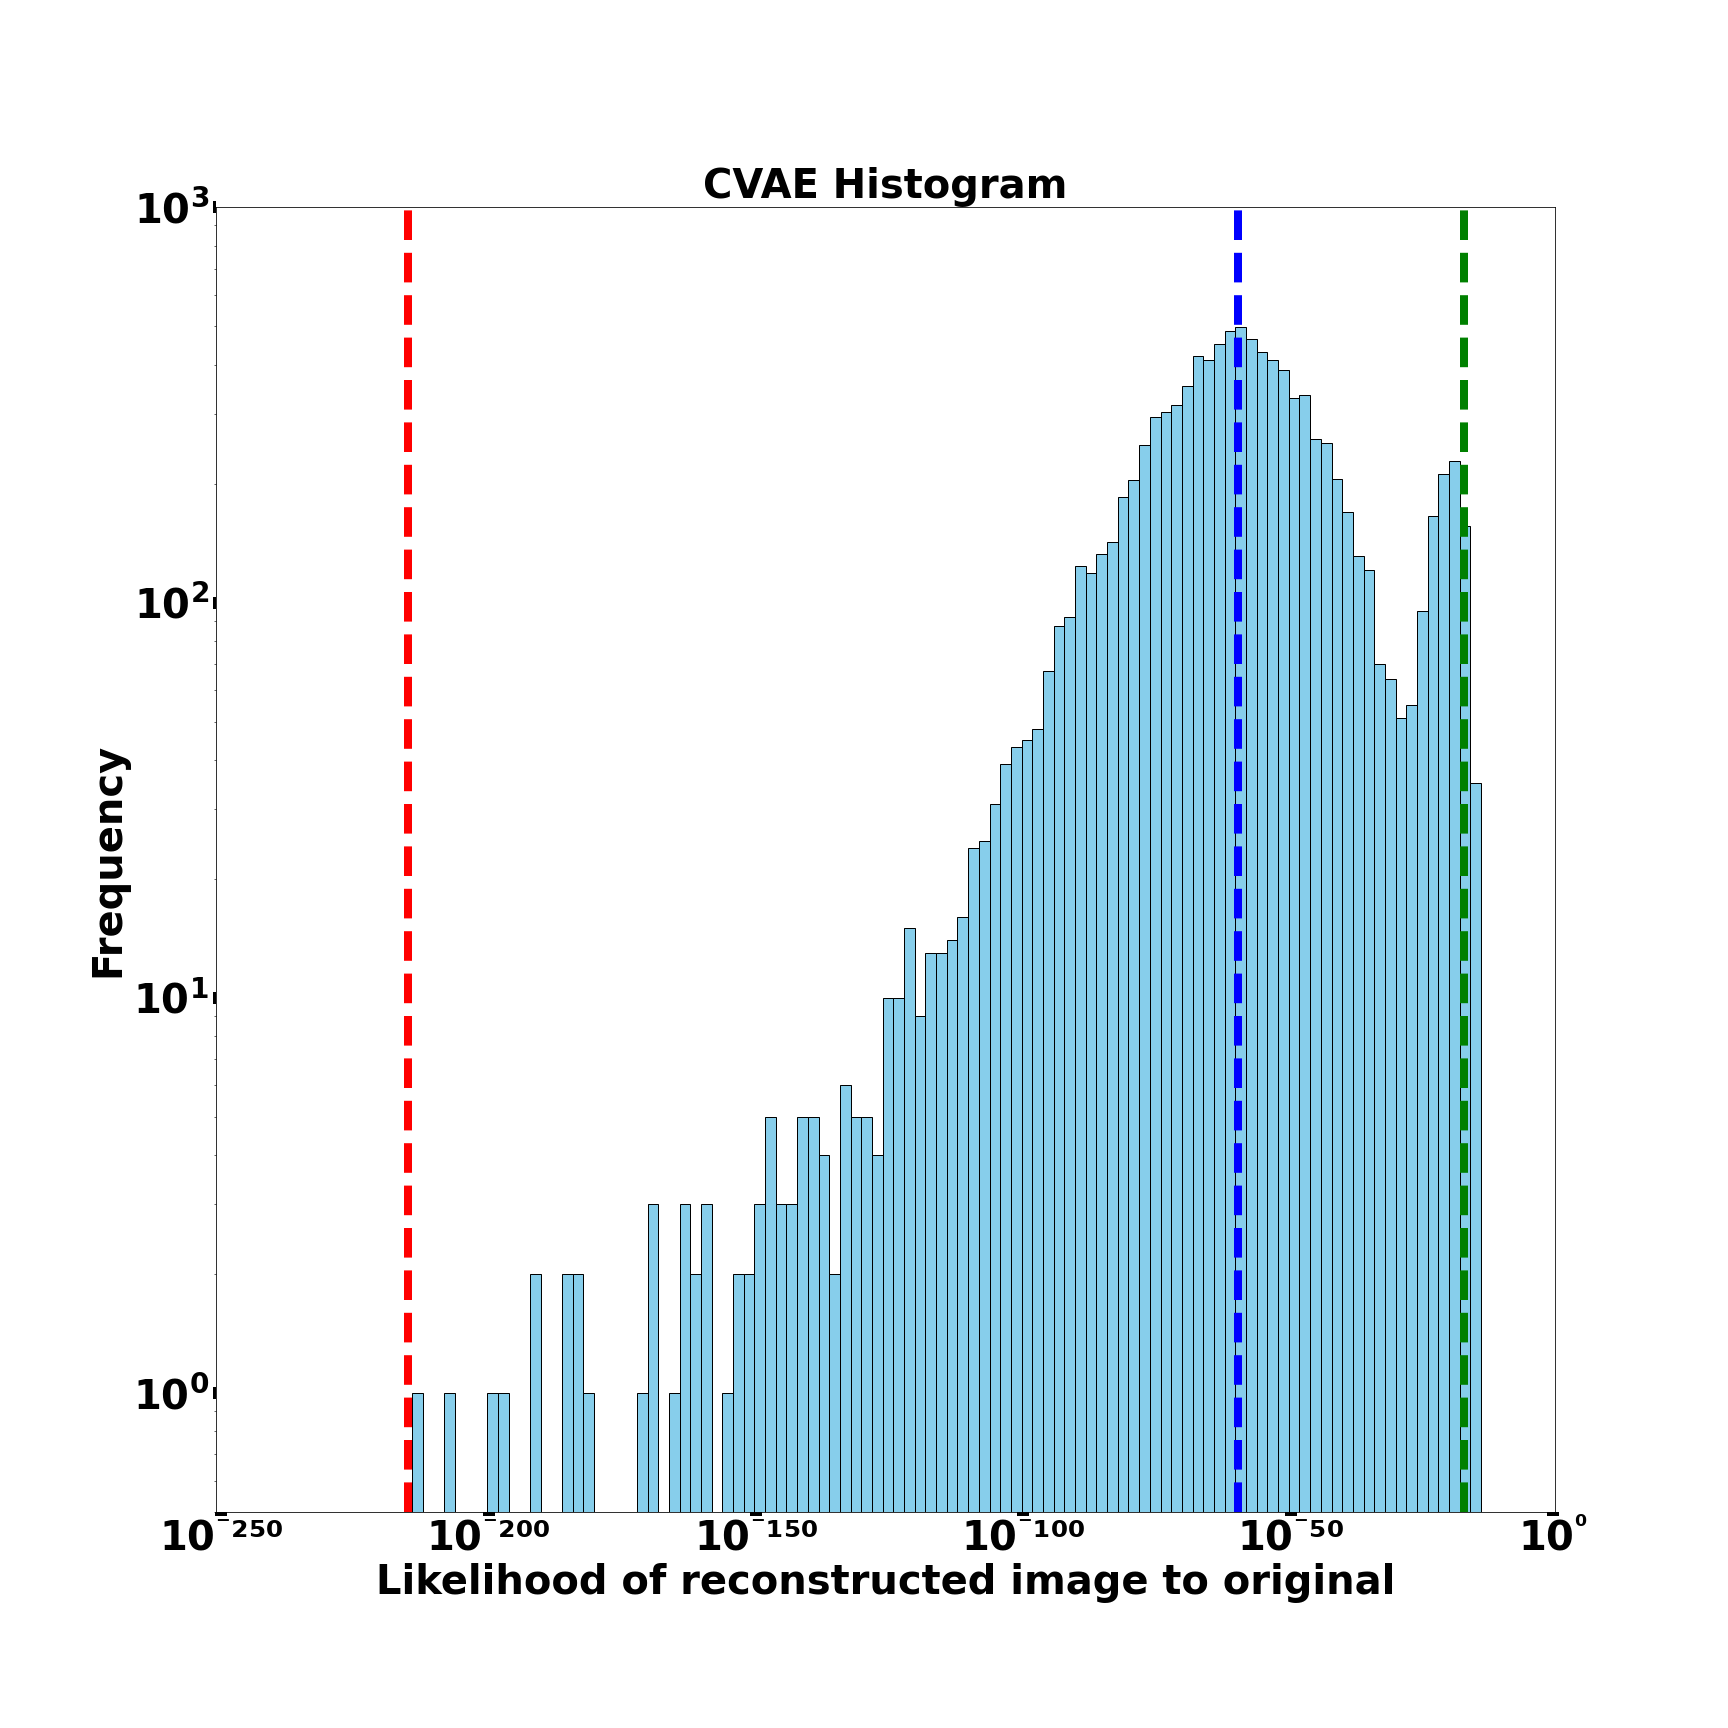 CVAE Histogram
10³
10²
10¹
10⁰
Frequency
10⁻²⁵⁰ 10⁻²⁰⁰ 10⁻¹⁵⁰ 10⁻¹⁰⁰ 10⁻⁵⁰ 10⁰
Likelihood of reconstructed image to original